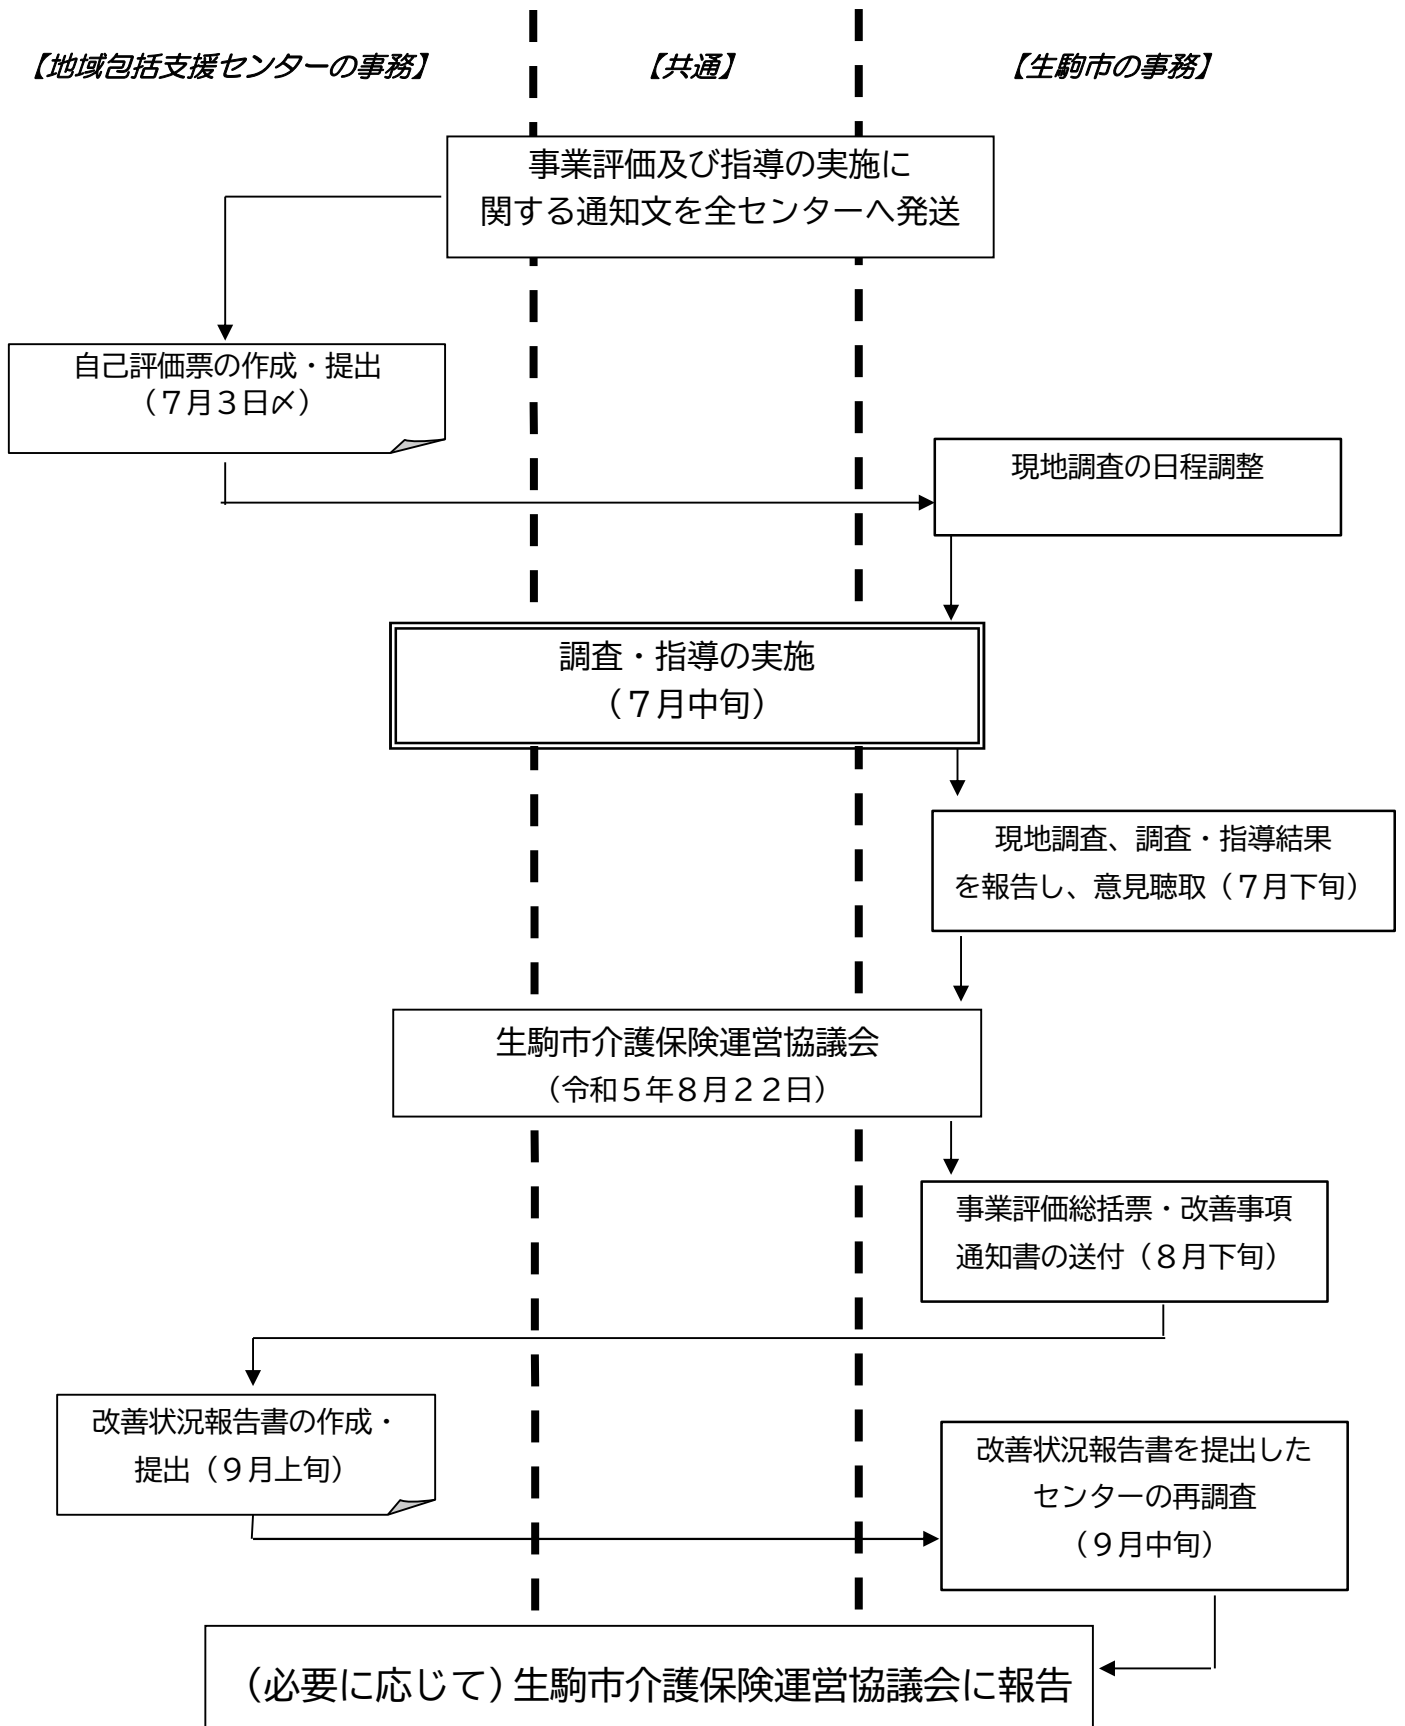 【地域包括支援センターの事務】
【共通】
【生駒市の事務】
事業評価及び指導の実施に
関する通知文を全センターへ発送
自己評価票の作成・提出
（７月３日〆）
現地調査の日程調整
調査・指導の実施
（７月中旬）
現地調査、調査・指導結果
を報告し、意見聴取（７月下旬）
生駒市介護保険運営協議会
（令和５年８月２２日）
事業評価総括票・改善事項
通知書の送付（８月下旬）
改善状況報告書の作成・
提出（９月上旬）
改善状況報告書を提出した
センターの再調査
（９月中旬）
（必要に応じて）生駒市介護保険運営協議会に報告